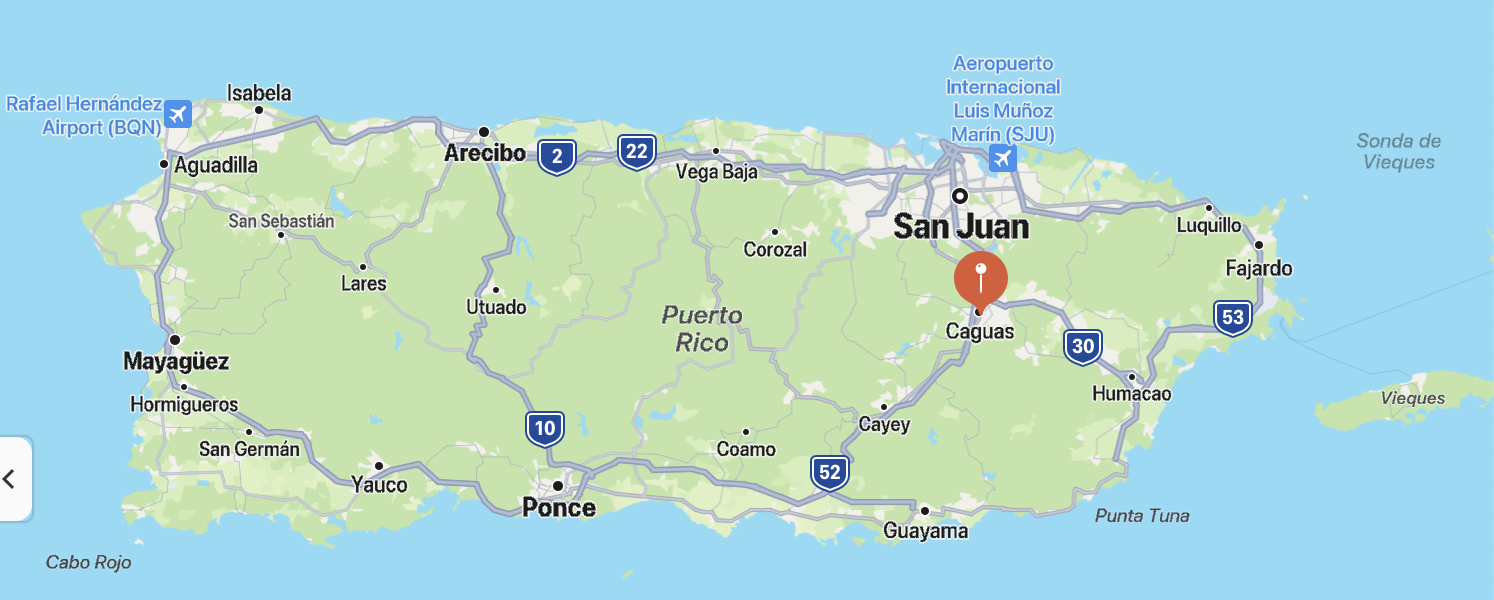 Aeropuerto
Internacional
Luis Muñoz
Marín (SJU)
Isabela
Rafael Hernández
Airport (BQN)
Arecibo
2
22
Sonda de
Vieques
Aguadilla
Vega Baja
San Sebastián
San Juan
Luquillo
Corozal
Fajardo
Lares
Utuado
Puerto
Rico
Caguas
53
30
Mayagüez
Humacao
Hormigueros
Vieques
Cayey
10
San Germán
Coamo
52
Yauco
Ponce
Punta Tuna
Guayama
Cabo Rojo